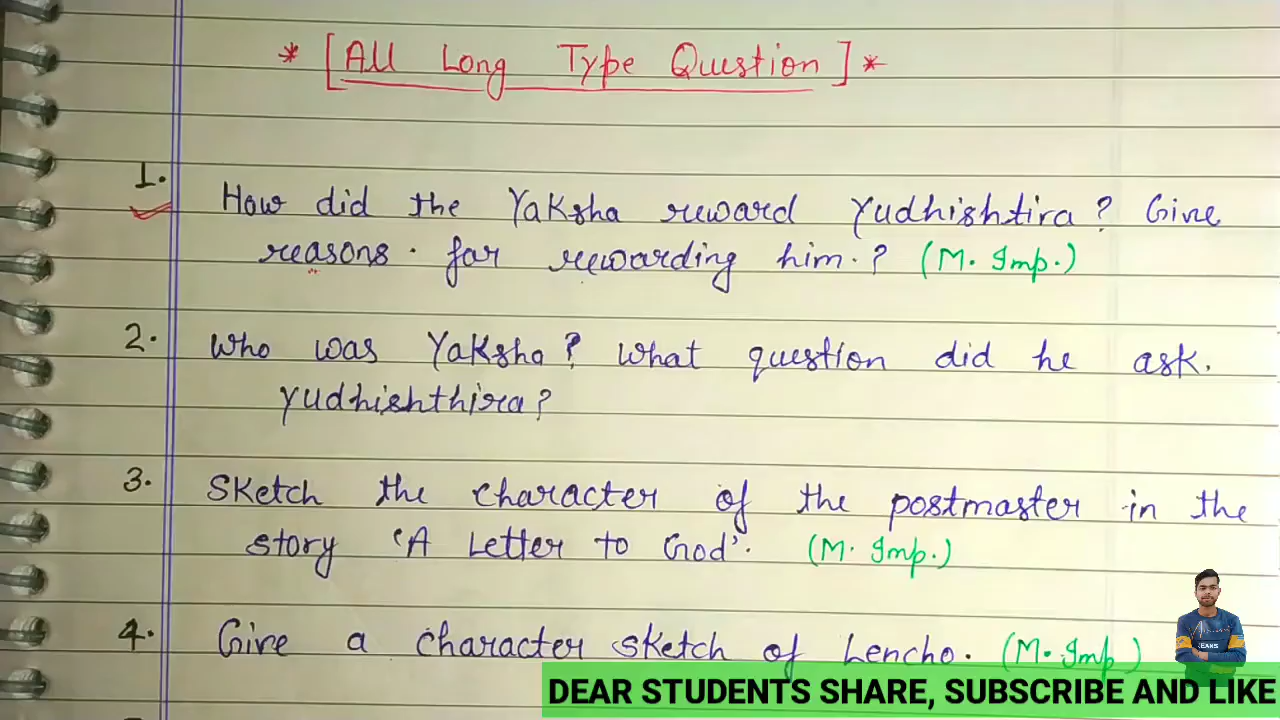 * [All Long Type Question] *
1.
How did the Yaksha reward Yudhishtira? Give
reasons. for rewarding him.? (M. Imp.)
2. Who was Yaksha? What question did he ask.
Yudhishthira?
3. Sketch the character of the postmaster in the
story 'A Letter to God'. (M. Imp.)
4. Give a character sketch of Lencho. (M. Imp)
DEAR STUDENTS SHARE, SUBSCRIBE AND LIKE